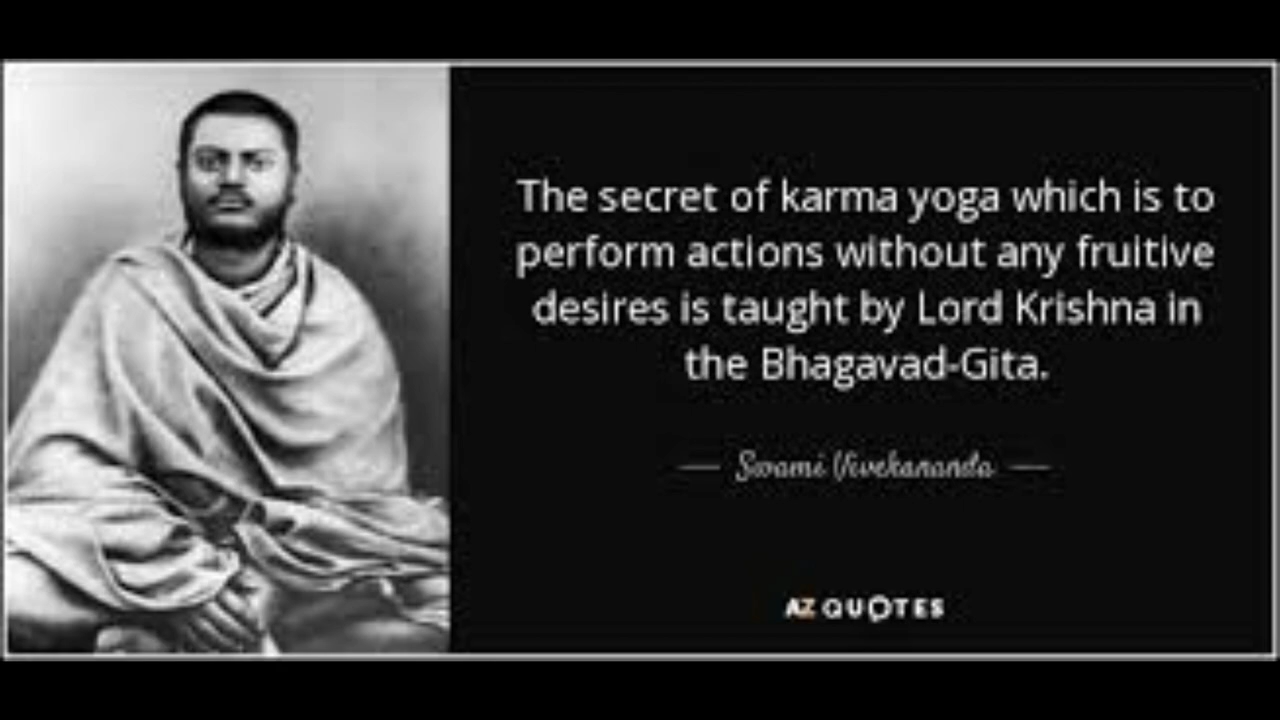 The secret of karma yoga which is to
perform actions without any fruitive
desires is taught by Lord Krishna in
the Bhagavad-Gita.
Swami Vivekananda
AZ QUOTES